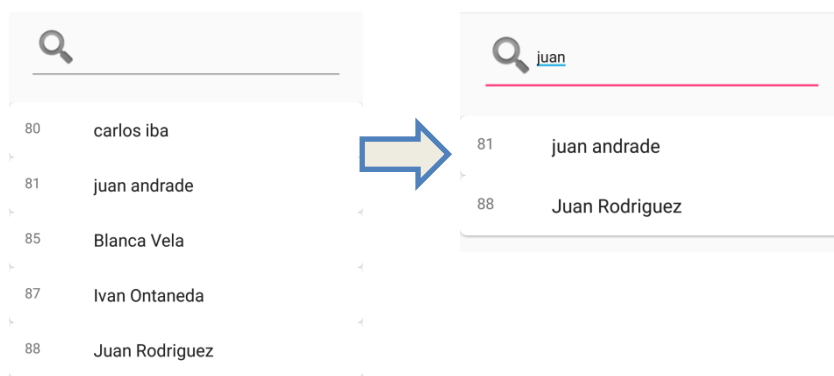 80 carlos iba
81 juan andrade
85 Blanca Vela
87 Ivan Ontaneda
88 Juan Rodriguez
juan
81 juan andrade
88 Juan Rodriguez